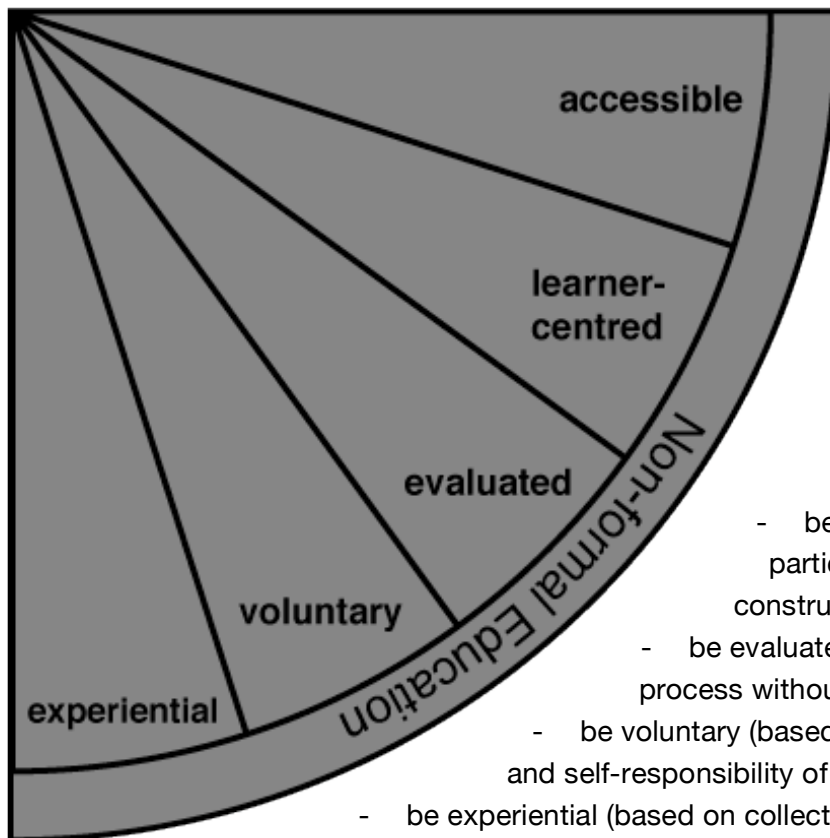 accessible
learner-
centred
evaluated
voluntary
experiential
Non-formal Education
- be
partic
constru
- be evaluate
process withou
- be voluntary (based
and self-responsibility of
- be experiential (based on collect